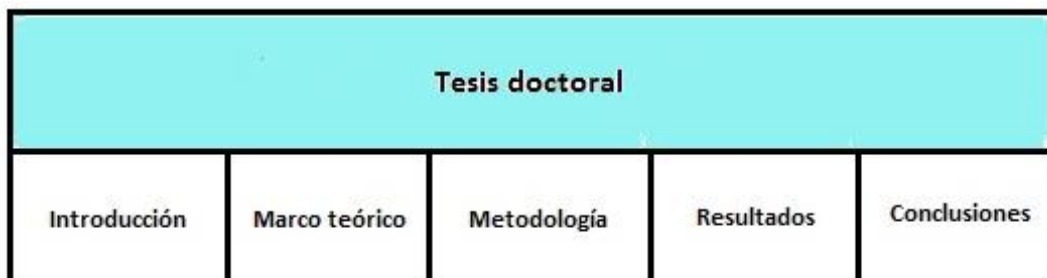 Tesis doctoral
Introducción
Marco teórico
Metodología
Resultados
Conclusiones